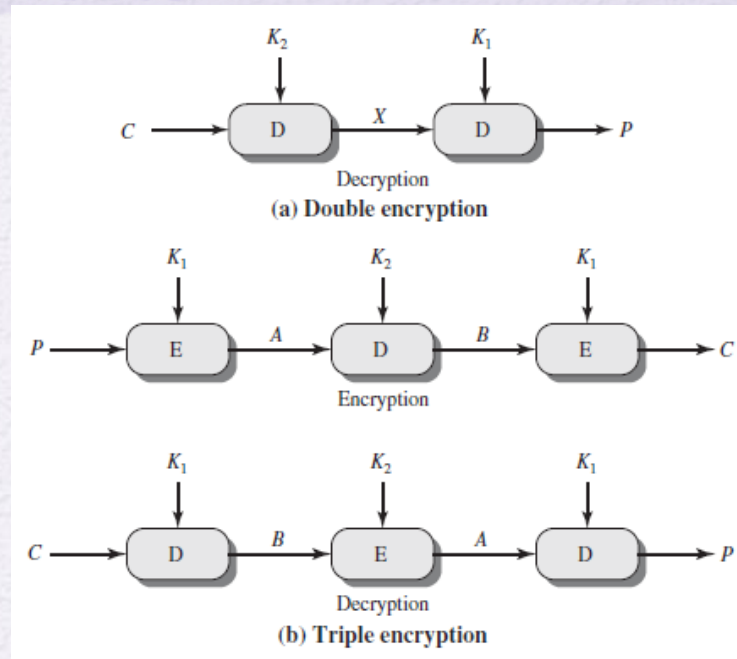 K₂ K₁
C D X D P
Decryption
(a) Double encryption
K₁ K₂ K₁
P E A D B E C
Encryption
K₁ K₂ K₁
C D B E A D P
Decryption
(b) Triple encryption